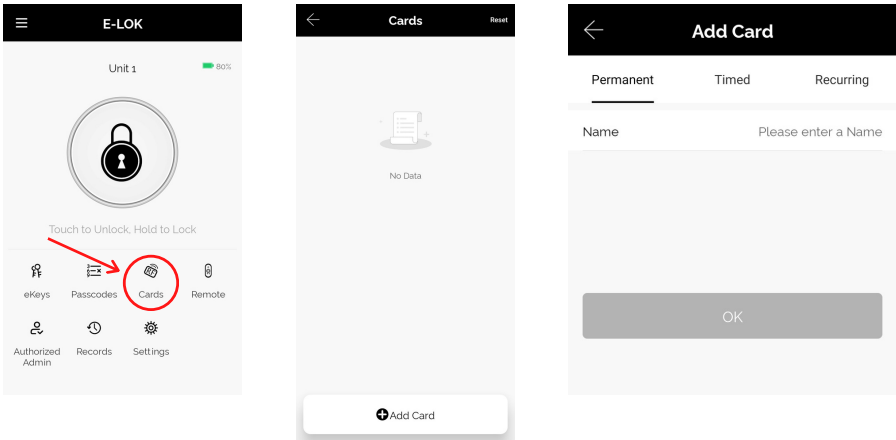 E-LOK
Unit 1
80%
Touch to Unlock, Hold to Lock
eKeys
Passcodes
Cards
Remote
Authorized
Admin
Records
Settings
Cards
Reset
No Data
Add Card
Add Card
Permanent
Timed
Recurring
Name
Please enter a Name
OK